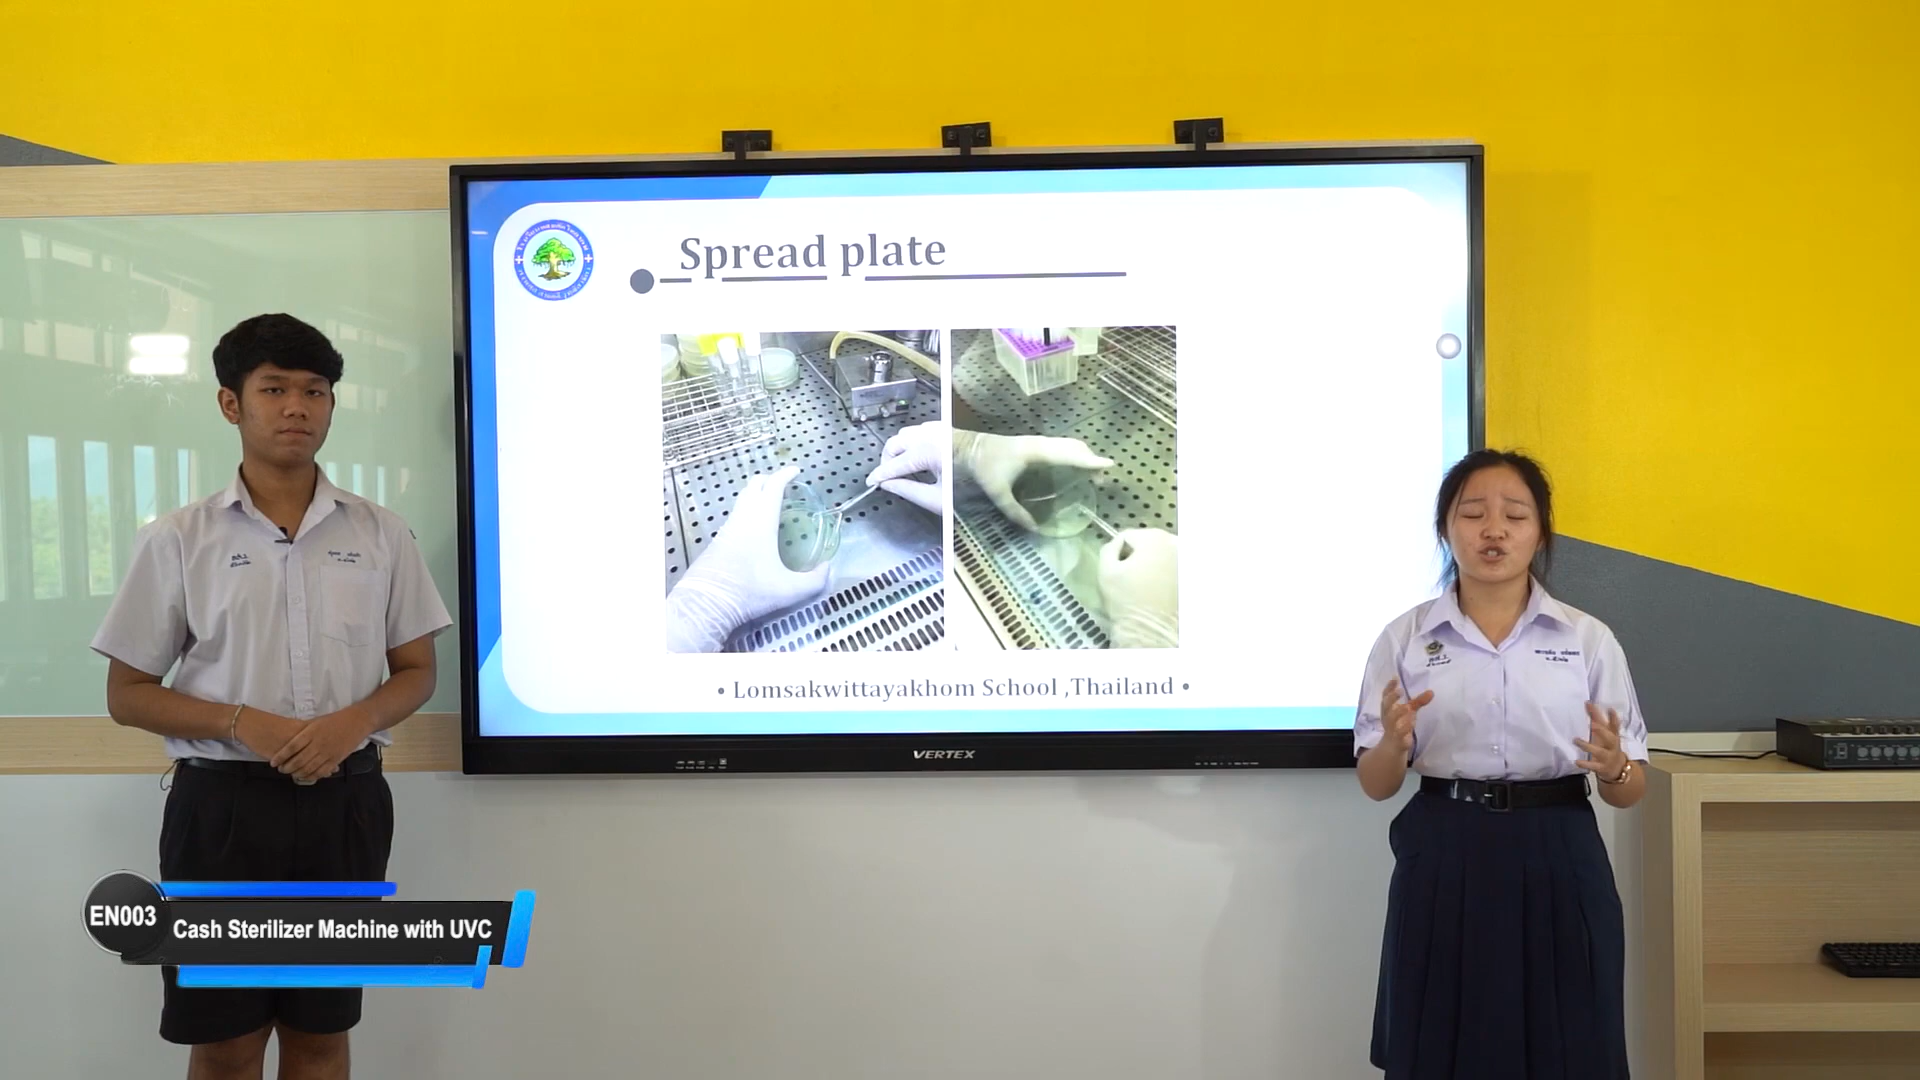 Spread plate
• Lomsakwittayakhom School ,Thailand •
VERTEX
EN003
Cash Sterilizer Machine with UVC